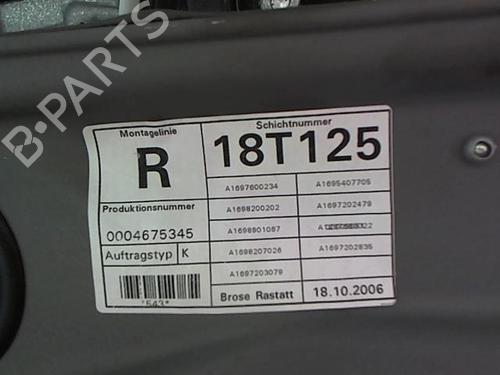 B-PARTS
Montagelinie
R
Schichtnummer
18T125
Produktionsnummer
0004675345
Auftragstyp K
*543*
A1697600234 A1695407705
A1698200202 A1697202479
A1698901067
A1698207026 A1697202835
A1697203079
Brose Rastatt 18.10.2006